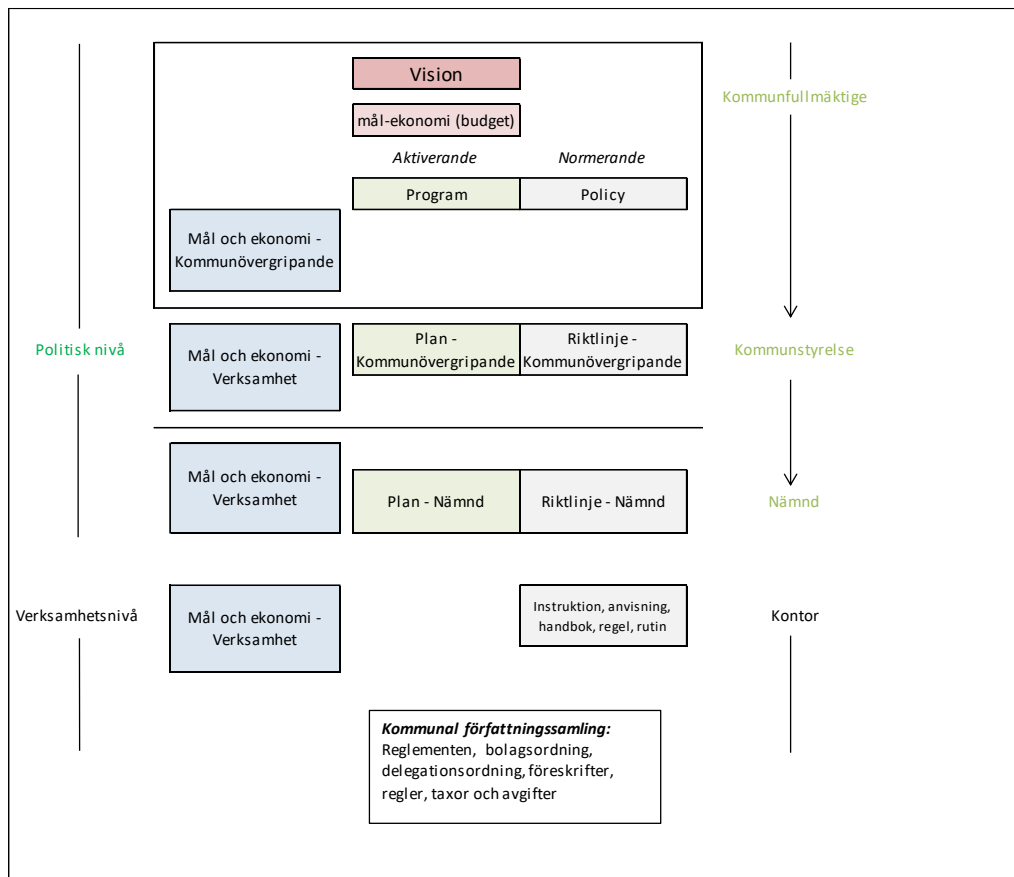 Vision
Kommunfullmäktige
mål-ekonomi (budget)
Aktiverande
Normerande
Program
Policy
Mål och ekonomi -
Kommunövergripande
Politisk nivå
Mål och ekonomi -
Verksamhet
Plan -
Kommunövergripande
Riktlinje -
Kommunövergripande
Kommunstyrelse
Mål och ekonomi -
Verksamhet
Plan - Nämnd
Riktlinje - Nämnd
Nämnd
Verksamhetsnivå
Mål och ekonomi -
Verksamhet
Instruktion, anvisning,
handbok, regel, rutin
Kontor
Kommunal författningssamling:
Reglementen, bolagsordning,
delegationsordning, föreskrifter,
regler, taxor och avgifter